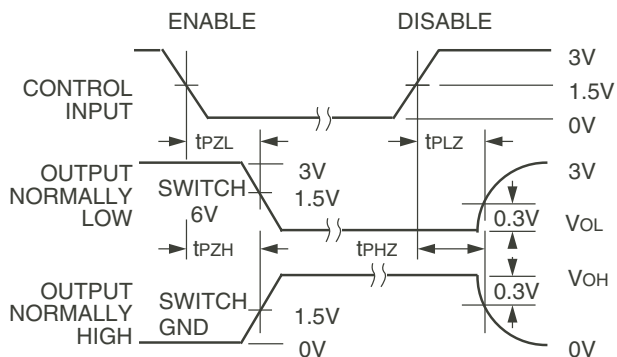 ENABLE DISABLE
CONTROL
INPUT
3V
1.5V
0V
tPZL tPLZ
OUTPUT
NORMALLY
LOW
SWITCH
6V
3V
1.5V
3V
0.3V VOL
tPZH tPHZ
VOH
0.3V
OUTPUT
NORMALLY
HIGH
SWITCH
GND
1.5V
0V
0V